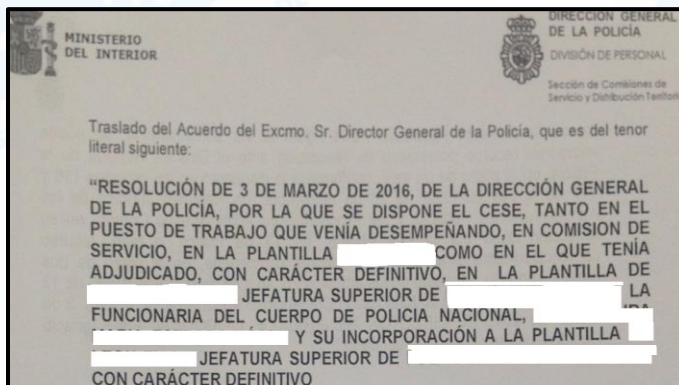 MINISTERIO
DEL INTERIOR
DIRECCIÓN GENERAL
DE LA POLICÍA
DIVISIÓN DE PERSONAL
Sección de Comisiones de
Servicio y Distribución
Traslado del Acuerdo del Excmo. Sr. Director General de la Policía, que es del tenor
literal siguiente:
“RESOLUCIÓN DE 3 DE MARZO DE 2016, DE LA DIRECCIÓN GENERAL
DE LA POLICÍA, POR LA QUE SE DISPONE EL CESE, TANTO EN EL
PUESTO DE TRABAJO QUE VENÍA DESEMPEÑANDO, EN COMISION DE
SERVICIO, EN LA PLANTILLA COMO EN EL QUE TENÍA
ADJUDICADO, CON CARÁCTER DEFINITIVO, EN LA PLANTILLA DE
JEFATURA SUPERIOR DE LA
FUNCIONARIA DEL CUERPO DE POLICIA NACIONAL,
Y SU INCORPORACIÓN A LA PLANTILLA
JEFATURA SUPERIOR DE
CON CARÁCTER DEFINITIVO